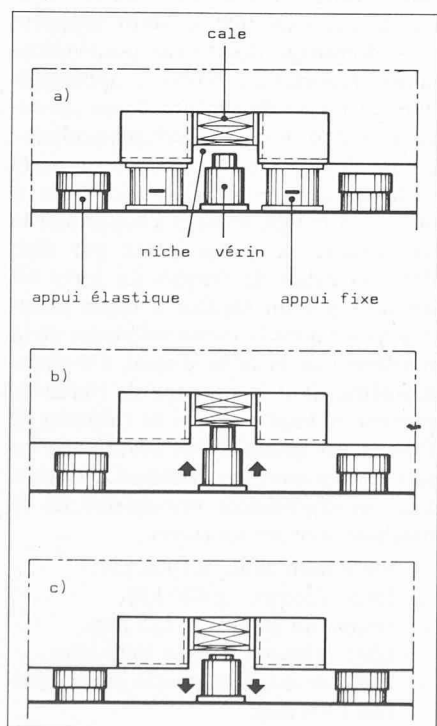 cale
a)
niche vérin
appui élastique appui fixe
b)
c)